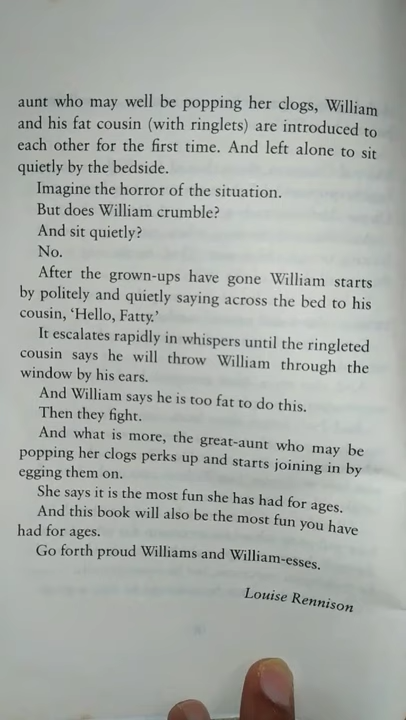 aunt who may well be popping her clogs, William
and his fat cousin (with ringlets) are introduced to
each other for the first time. And left alone to sit
quietly by the bedside.
Imagine the horror of the situation.
But does William crumble?
And sit quietly?
No.
After the grown-ups have gone William starts
by politely and quietly saying across the bed to his
cousin, ‘Hello, Fatty.’
It escalates rapidly in whispers until the ringleted
cousin says he will throw William through the
window by his ears.
And William says he is too fat to do this.
Then they fight.
And what is more, the great-aunt who may be
popping her clogs perks up and starts joining in by
egging them on.
She says it is the most fun she has had for ages.
And this book will also be the most fun you have
had for ages.
Go forth proud Williams and William-esses.
Louise Rennison